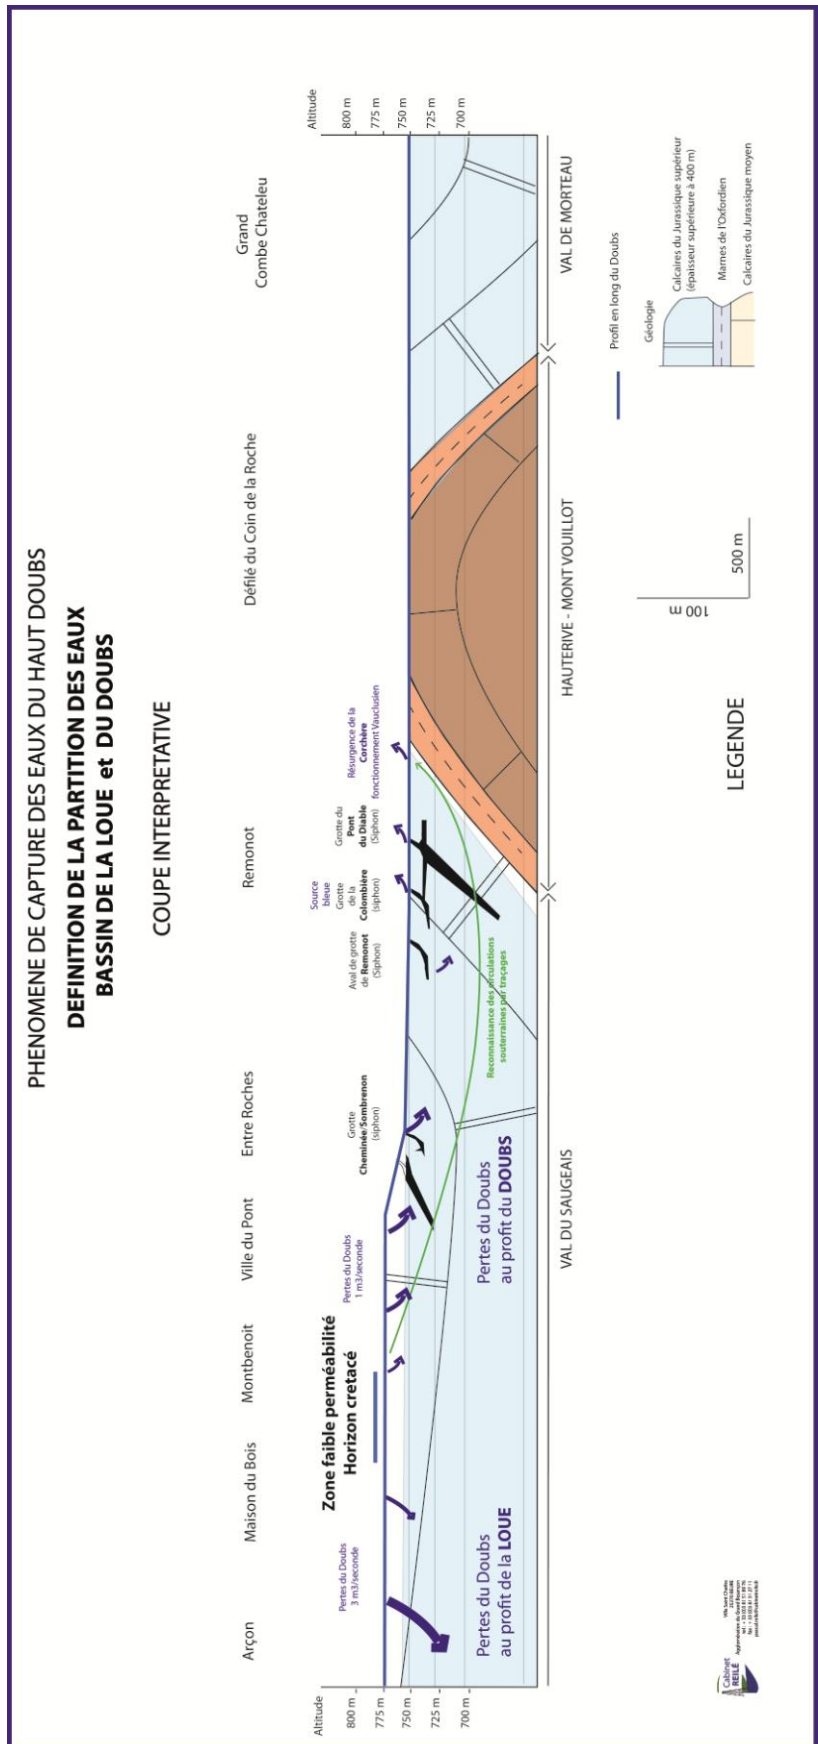 PHENOMENE DE CAPTURE DES EAUX DU HAUT DOUBS
DEFINITION DE LA PARTITION DES EAUX
BASSIN DE LA LOUE et DU DOUBS
COUPE INTERPRETATIVE
Arçon
Maison du Bois
Montbenoit
Ville du Pont
Entre Roches
Remonot
Défilé du Coin de la Roche
Grand
Combe Chateleu
Altitude
800 m
775 m
750 m
725 m
700 m
Pertes du Doubs
3 m3/seconde
Zone faible perméabilité
Horizon cretacé
Pertes du Doubs
1 m3/seconde
Grotte
Cheminée/Sombrenon
(siphon)
Aval de grotte
de Remonot
(Siphon)
Source
bleue
Grotte
de la
Colombière
(siphon)
Grotte du
Pont
du Diable
(Siphon)
Résurgence de la
Corchère
fonctionnement Vauclusien
Altitude
800 m
775 m
750 m
725 m
700 m
Reconnaissance des circulations
souterraines par traçages
Pertes du Doubs
au profit de la LOUE
Pertes du Doubs
au profit du DOUBS
VAL DU SAUGEAIS
HAUTERIVE - MONT VOUILLOT
VAL DE MORTEAU
LEGENDE
100 m
500 m
Profil en long du Doubs
Géologie
Calcaires du Jurassique supérieur
(épaisseur supérieure à 400 m)
Marnes de l'Oxfordien
Calcaires du Jurassique moyen
Cabinet
REILÉ